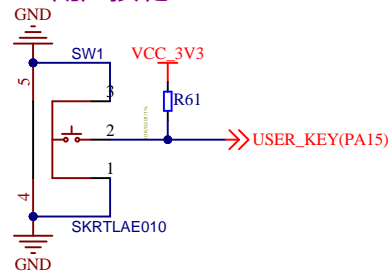 GND
SW1
VCC_3V3
5
3
R61
2
USER_KEY(PA15)
1
4
SKRTLAE010
GND